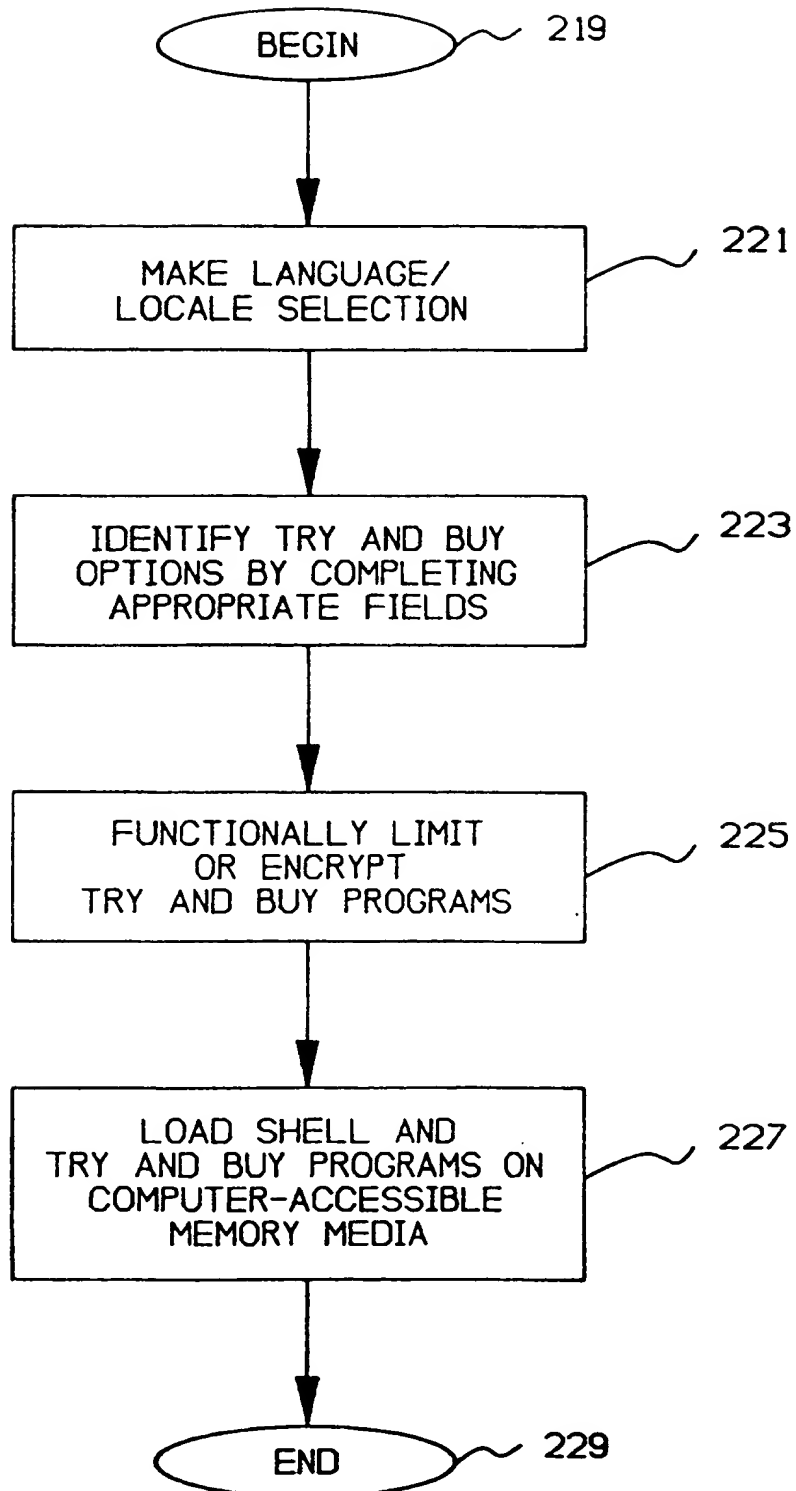 BEGIN
219
MAKE LANGUAGE/
LOCALE SELECTION
221
IDENTIFY TRY AND BUY
OPTIONS BY COMPLETING
APPROPRIATE FIELDS
223
FUNCTIONALLY LIMIT
OR ENCRYPT
TRY AND BUY PROGRAMS
225
LOAD SHELL AND
TRY AND BUY PROGRAMS ON
COMPUTER-ACCESSIBLE
MEMORY MEDIA
227
END
229